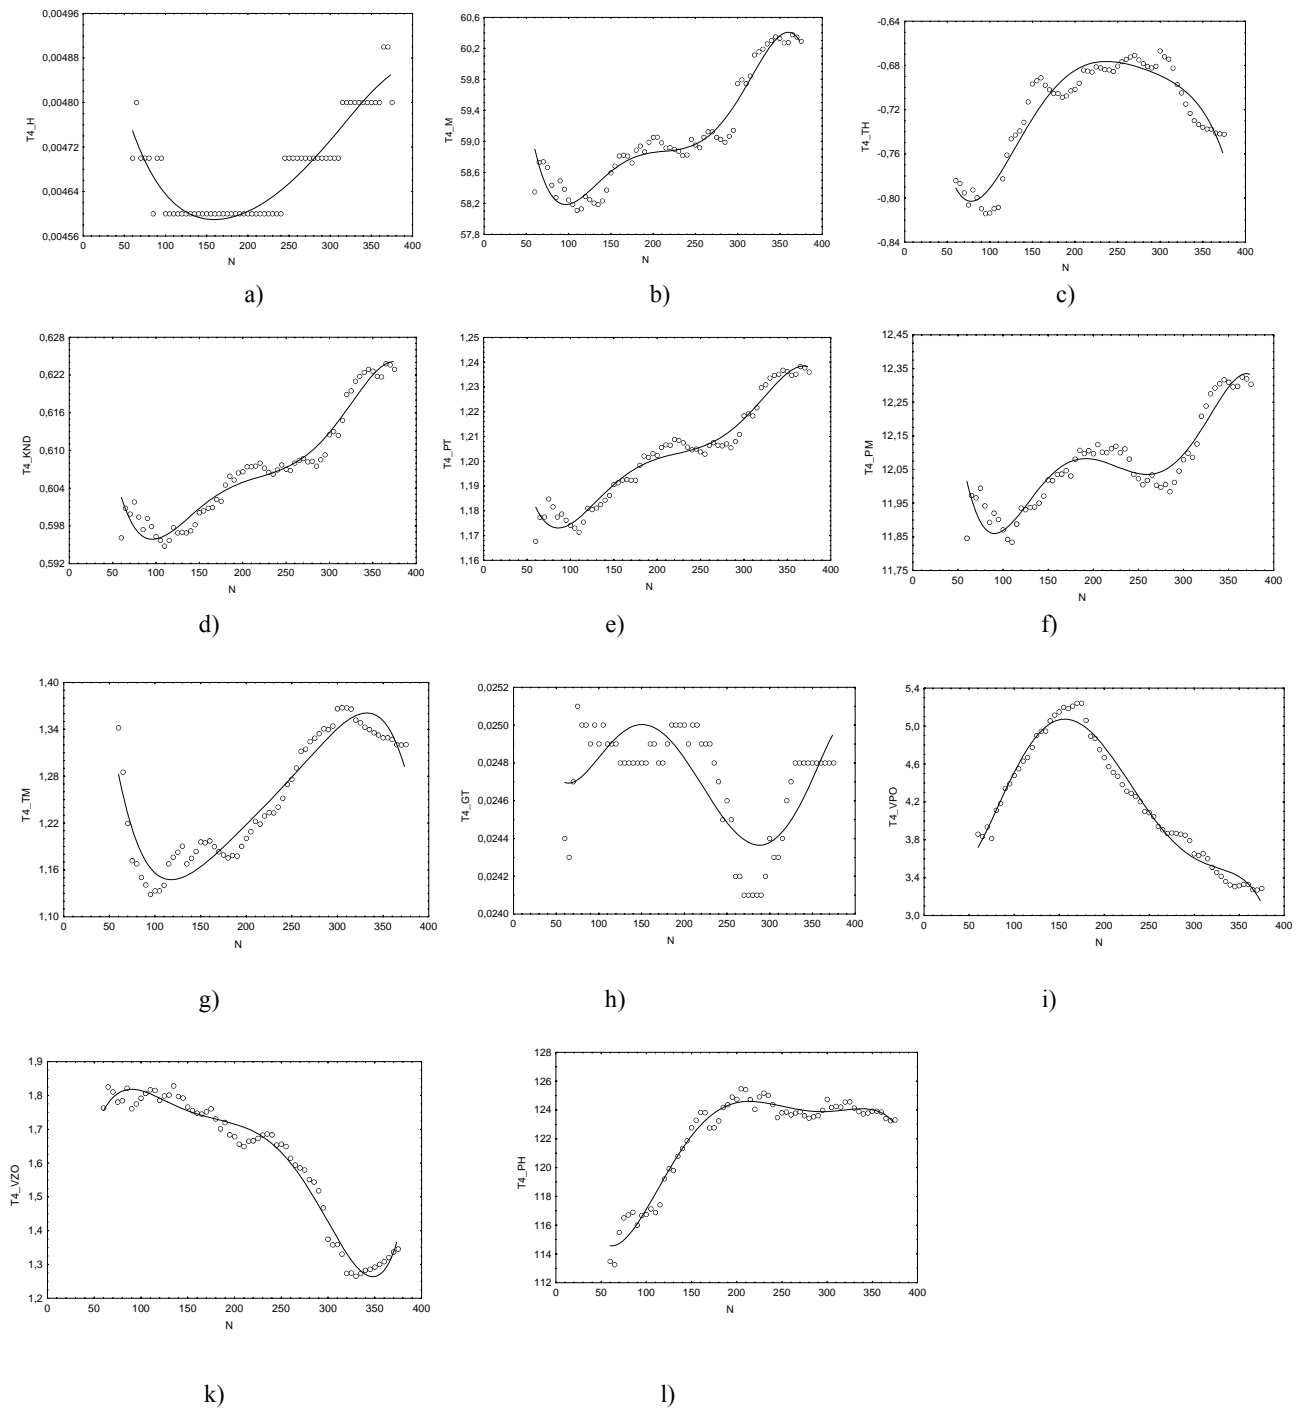 0,00496
0,00488
0,00480
0,00470
0,00464
0,00456
0 50 100 150 200 250 300 350 400
T4_H
N
a)
60,6
60,2
59,8
59,4
59,0
58,6
58,2
57,8
0 50 100 150 200 250 300 350 400
T4_M
N
b)
-0,64
-0,68
-0,72
-0,76
-0,80
-0,84
0 50 100 150 200 250 300 350 400
T4_TH
N
c)
0,628
0,622
0,616
0,610
0,604
0,598
0,592
0 50 100 150 200 250 300 350 400
T4_KND
N
d)
1,25
1,24
1,23
1,22
1,21
1,20
1,19
1,18
1,17
1,16
0 50 100 150 200 250 300 350 400
T4_PT
N
e)
12,45
12,35
12,25
12,15
12,05
11,95
11,85
11,75
0 50 100 150 200 250 300 350 400
T4_PM
N
f)
1,40
1,34
1,28
1,22
1,16
1,10
0 50 100 150 200 250 300 350 400
T4_TM
N
g)
0,0252
0,0250
0,0248
0,0246
0,0244
0,0242
0,0240
0 50 100 150 200 250 300 350 400
T4_GT
N
h)
5,4
5,0
4,6
4,2
3,8
3,4
3,0
0 50 100 150 200 250 300 350 400
T4_VPO
N
i)
1,9
1,8
1,7
1,6
1,5
1,4
1,3
1,2
0 50 100 150 200 250 300 350 400
T4_VZO
N
k)
128
126
124
122
120
118
116
114
112
0 50 100 150 200 250 300 350 400
T4_PH
N
l)